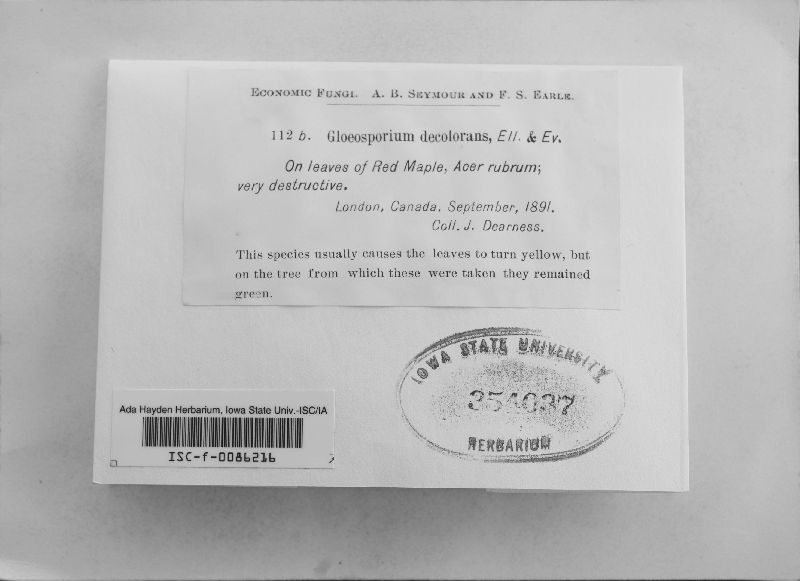 Economic Fungi. A. B. Seymour and F. S. Earle.
112 b. Gloeosporium decolorans, Ell. & Ev.
On leaves of Red Maple, Acer rubrum;
very destructive.
London, Canada, September, 1891.
Coll. J. Dearness.
This species usually causes the leaves to turn yellow, but
on the tree from which these were taken they remained
green.
IOWA STATE UNIVERSITY
354037
HERBARIUM
Ada Hayden Herbarium, Iowa State Univ.-ISC/IA
ISC-f-0086216